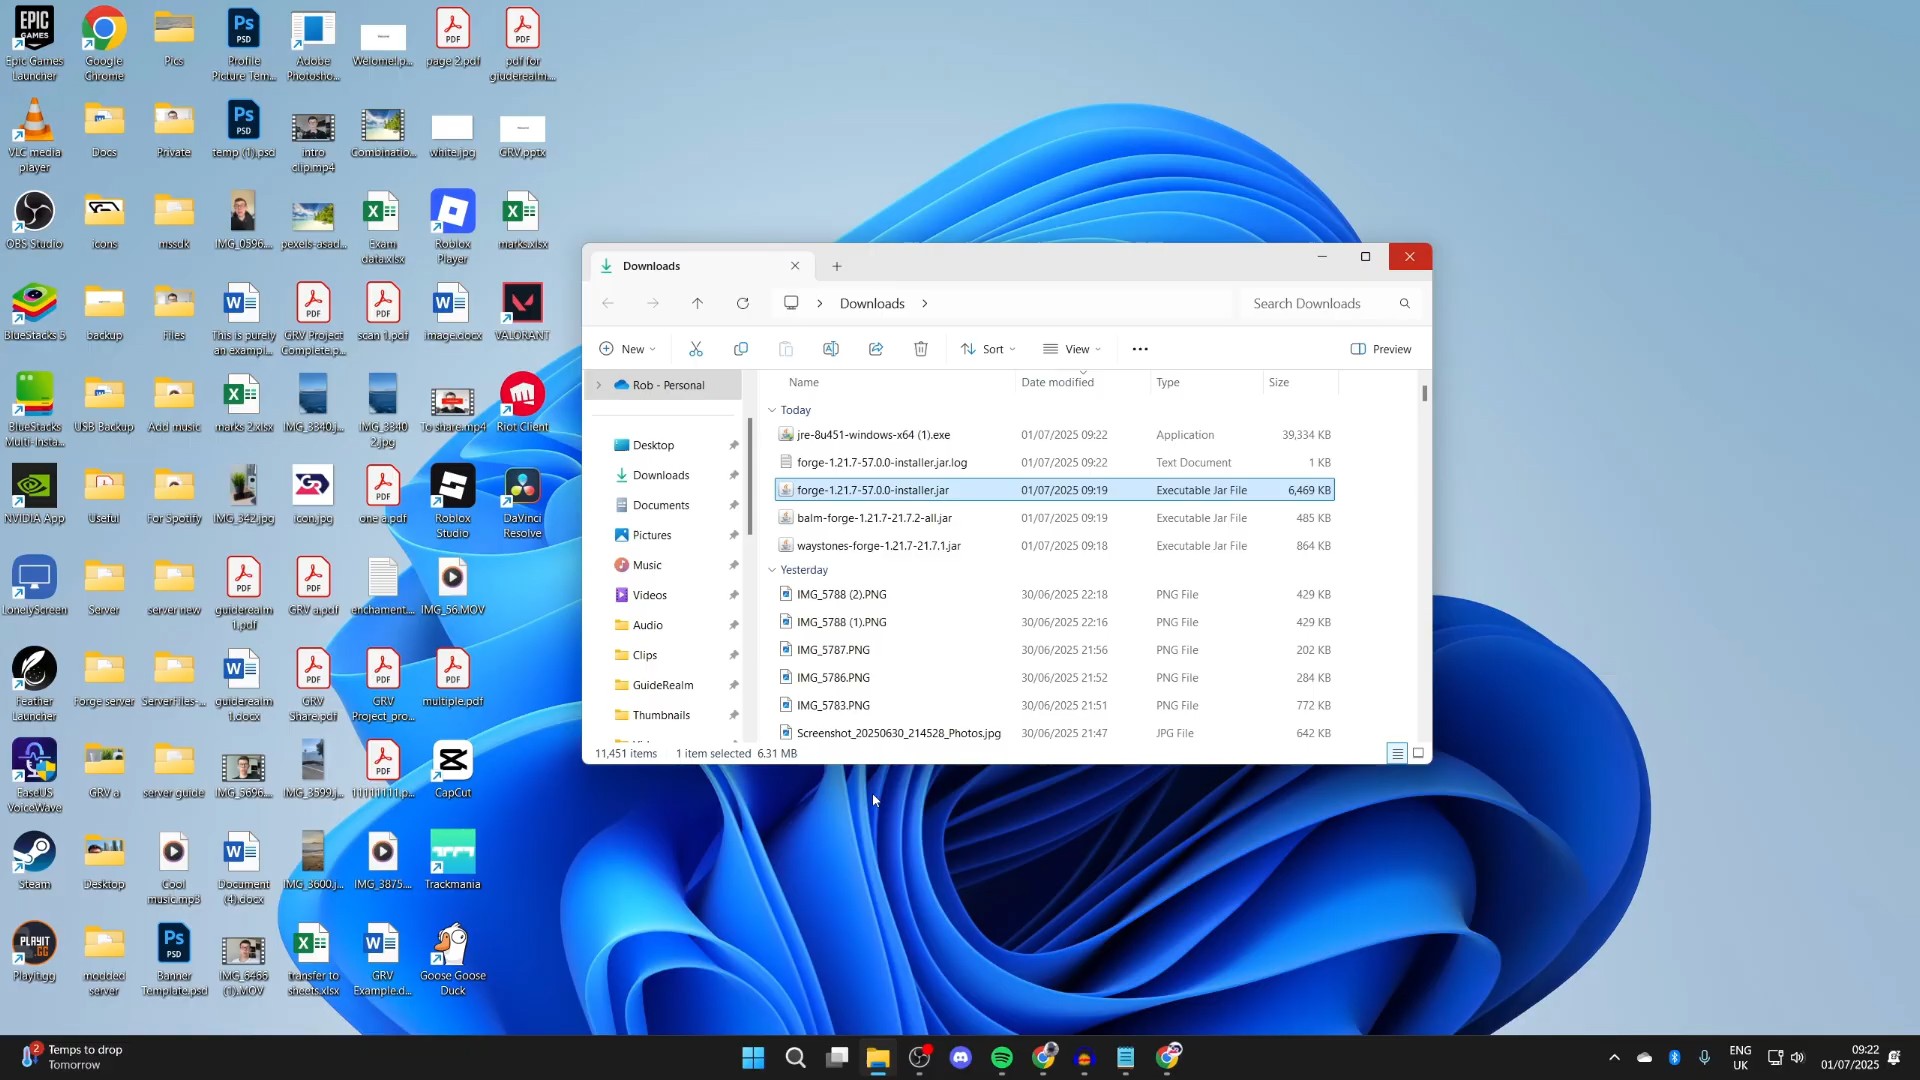 Epic Games
Launcher
Google
Chrome
Pics
Profile
Picture Tem...
Adobe
Photosho...
Welome!.p...
page 2.pdf
pdf for
giuderealm....
VLC media
player
Docs
Private
temp (1).psd
intro
clip.mp4
Combinatio...
white.jpg
GRV.pptx
OBS Studio
icons
mssdk
IMG_0596....
pexels-asad...
Exam
data.xlsx
Roblox
Player
marks.xlsx
BlueStacks 5
backup
Files
This is purely
an exampl...
GRV Project
Complete.p...
scan 1.pdf
image.docx
VALORANT
BlueStacks
Multi-Insta...
USB Backup
Add music
marks 2.xlsx
IMG_3340.j...
IMG_3340
2.jpg
To share.mp4
Riot Client
NVIDIA App
Useful
For Spotify
IMG_342.jpg
icon.jpg
one a.pdf
Roblox
Studio
DaVinci
Resolve
LonelyScreen
Server
server new
guiderealm
1.pdf
GRV a.pdf
enchament....
IMG_56.MOV
Feather
Launcher
Forge server
ServerFiles-...
guiderealm
1.docx
GRV
Share.pdf
GRV
Project_pro...
multiple.pdf
EaseUS
VoiceWave
GRV a
server guide
IMG_5696....
IMG_3599.j...
11111111.p...
CapCut
Steam
Desktop
Cool
music.mp3
Document
(4).docx
IMG_3600.j...
IMG_3875....
Trackmania
Playit.gg
modded
server
Banner
Template.psd
IMG_6466
(1).MOV
transfer to
sheets.xlsx
GRV
Example.d...
Goose Goose
Duck
Downloads
Downloads
Search Downloads
New
Sort
View
Preview
Rob - Personal
Desktop
Downloads
Documents
Pictures
Music
Videos
Audio
Clips
GuideRealm
Thumbnails
Name Date modified Type Size
Today
jre-8u451-windows-x64 (1).exe 01/07/2025 09:22 Application 39,334 KB
forge-1.21.7-57.0.0-installer.jar.log 01/07/2025 09:22 Text Document 1 KB
forge-1.21.7-57.0.0-installer.jar 01/07/2025 09:19 Executable Jar File 6,469 KB
balm-forge-1.21.7-21.7.2-all.jar 01/07/2025 09:19 Executable Jar File 485 KB
waystones-forge-1.21.7-21.7.1.jar 01/07/2025 09:18 Executable Jar File 864 KB
Yesterday
IMG_5788 (2).PNG 30/06/2025 22:18 PNG File 429 KB
IMG_5788 (1).PNG 30/06/2025 22:16 PNG File 429 KB
IMG_5787.PNG 30/06/2025 21:56 PNG File 202 KB
IMG_5786.PNG 30/06/2025 21:52 PNG File 284 KB
IMG_5783.PNG 30/06/2025 21:51 PNG File 772 KB
Screenshot_20250630_214528_Photos.jpg 30/06/2025 21:47 JPG File 642 KB
11,451 items 1 item selected 6.31 MB
2
Temps to drop
Tomorrow
ENG
UK
09:22
01/07/2025